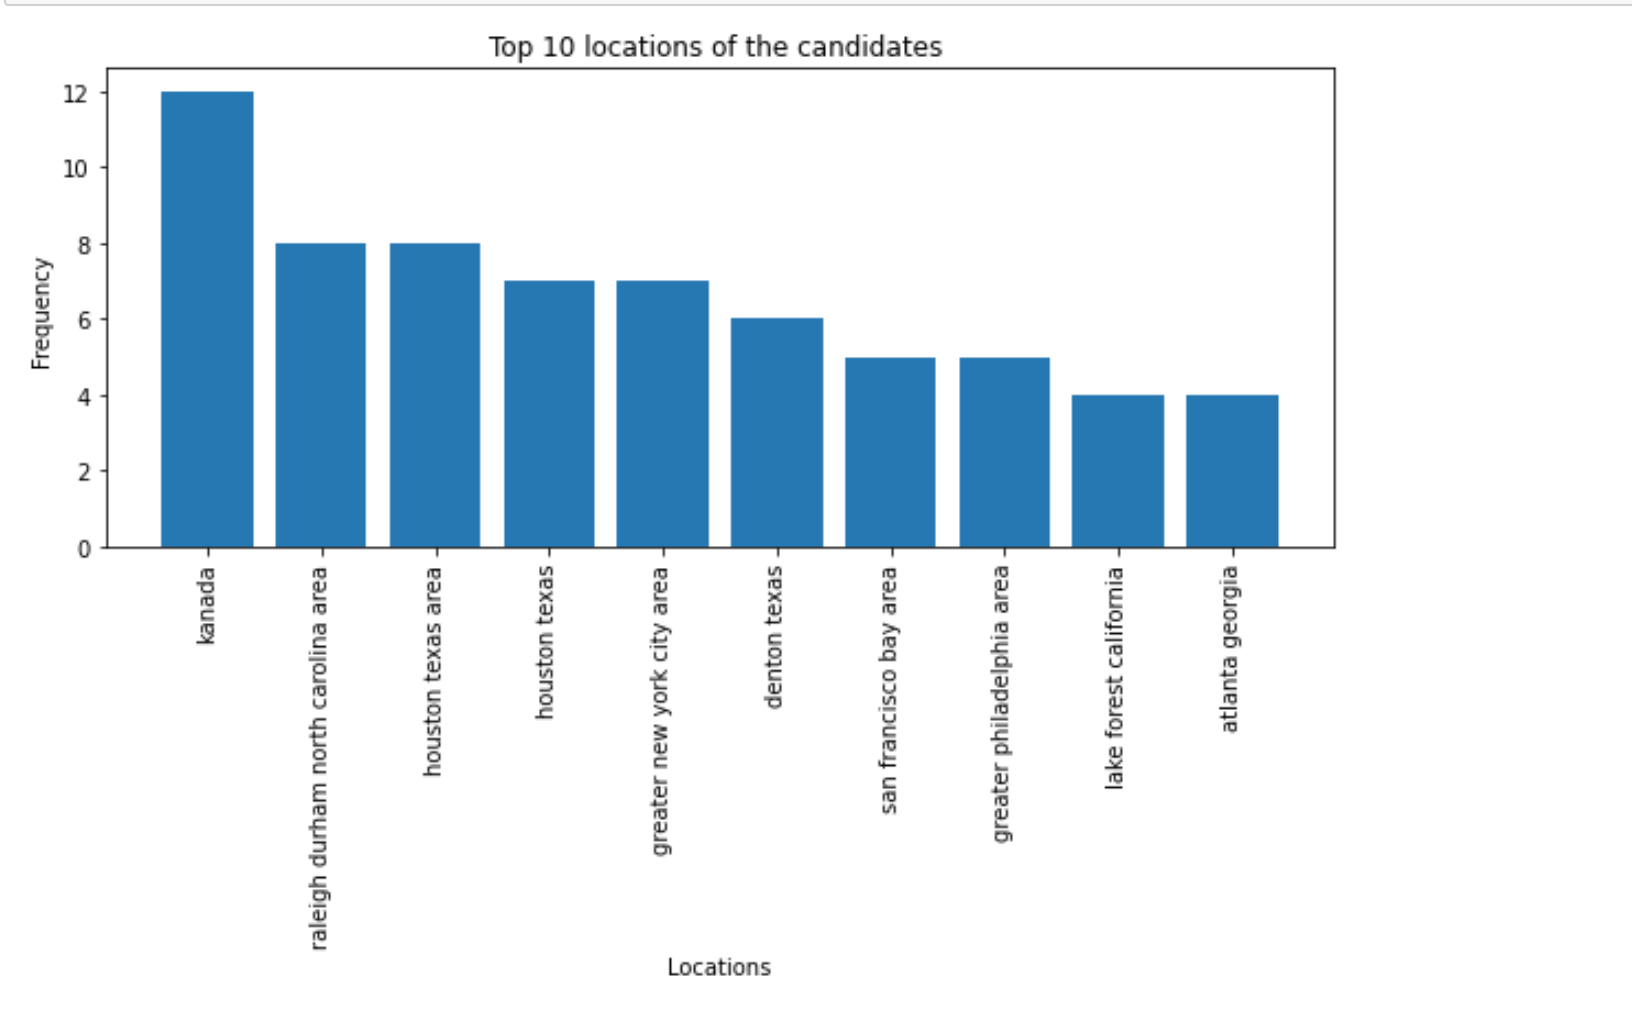 Top 10 locations of the candidates
12
10
8
6
4
2
0
Frequency
kanada
raleigh durham north carolina area
houston texas area
houston texas
greater new york city area
denton texas
san francisco bay area
greater philadelphia area
lake forest california
atlanta georgia
Locations